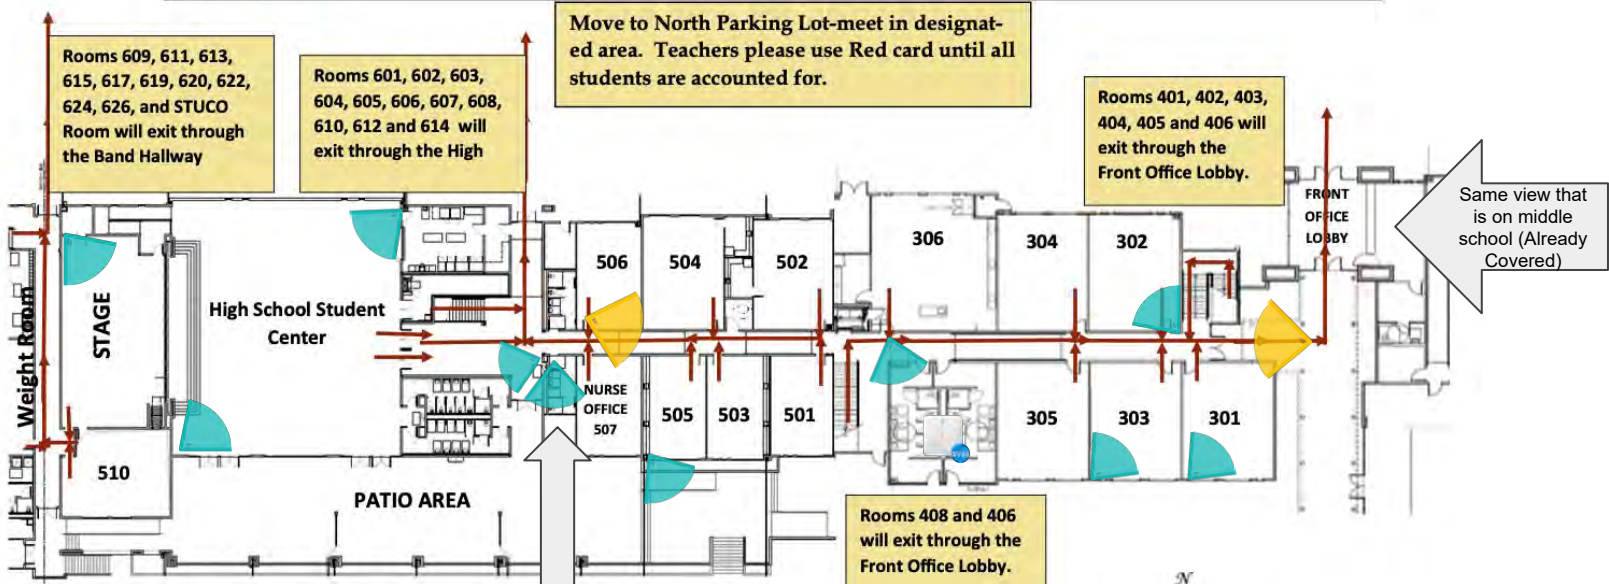 Move to North Parking Lot-meet in designat-
ed area. Teachers please use Red card until all
students are accounted for.
Rooms 609, 611, 613,
615, 617, 619, 620, 622,
624, 626, and STUCO
Room will exit through
the Band Hallway
Rooms 601, 602, 603,
604, 605, 606, 607, 608,
610, 612 and 614 will
exit through the High
Rooms 401, 402, 403,
404, 405 and 406 will
exit through the
Front Office Lobby.
Same view that
is on middle
school (Already
Covered)
FRONT
OFFICE
LOBBY
Weight Room
STAGE
High School Student
Center
506
504
502
306
304
302
NURSE
OFFICE
507
505
503
501
305
303
301
510
PATIO AREA
Rooms 408 and 406
will exit through the
Front Office Lobby.
N